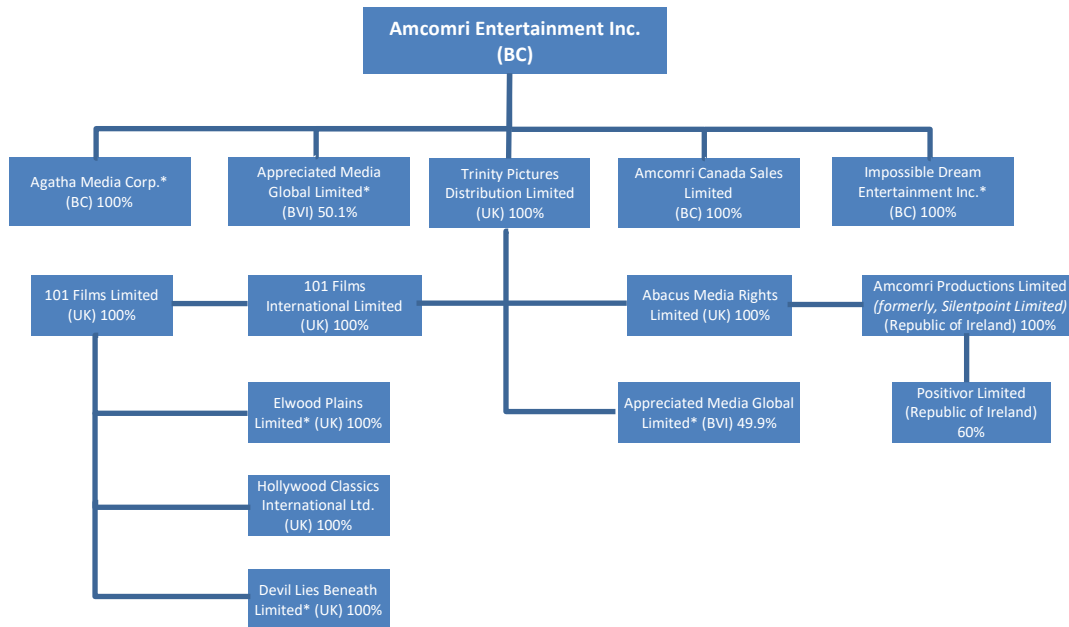 Amcomri Entertainment Inc.
(BC)
Agatha Media Corp.*
(BC) 100%
Appreciated Media
Global Limited*
(BVI) 50.1%
Trinity Pictures
Distribution Limited
(UK) 100%
Amcomri Canada Sales
Limited
(BC) 100%
Impossible Dream
Entertainment Inc.*
(BC) 100%
101 Films Limited
(UK) 100%
101 Films
International Limited
(UK) 100%
Abacus Media Rights
Limited (UK) 100%
Amcomri Productions Limited
(formerly, Silentpoint Limited)
(Republic of Ireland) 100%
Elwood Plains
Limited* (UK) 100%
Appreciated Media Global
Limited* (BVI) 49.9%
Positivor Limited
(Republic of Ireland)
60%
Hollywood Classics
International Ltd.
(UK) 100%
Devil Lies Beneath
Limited* (UK) 100%